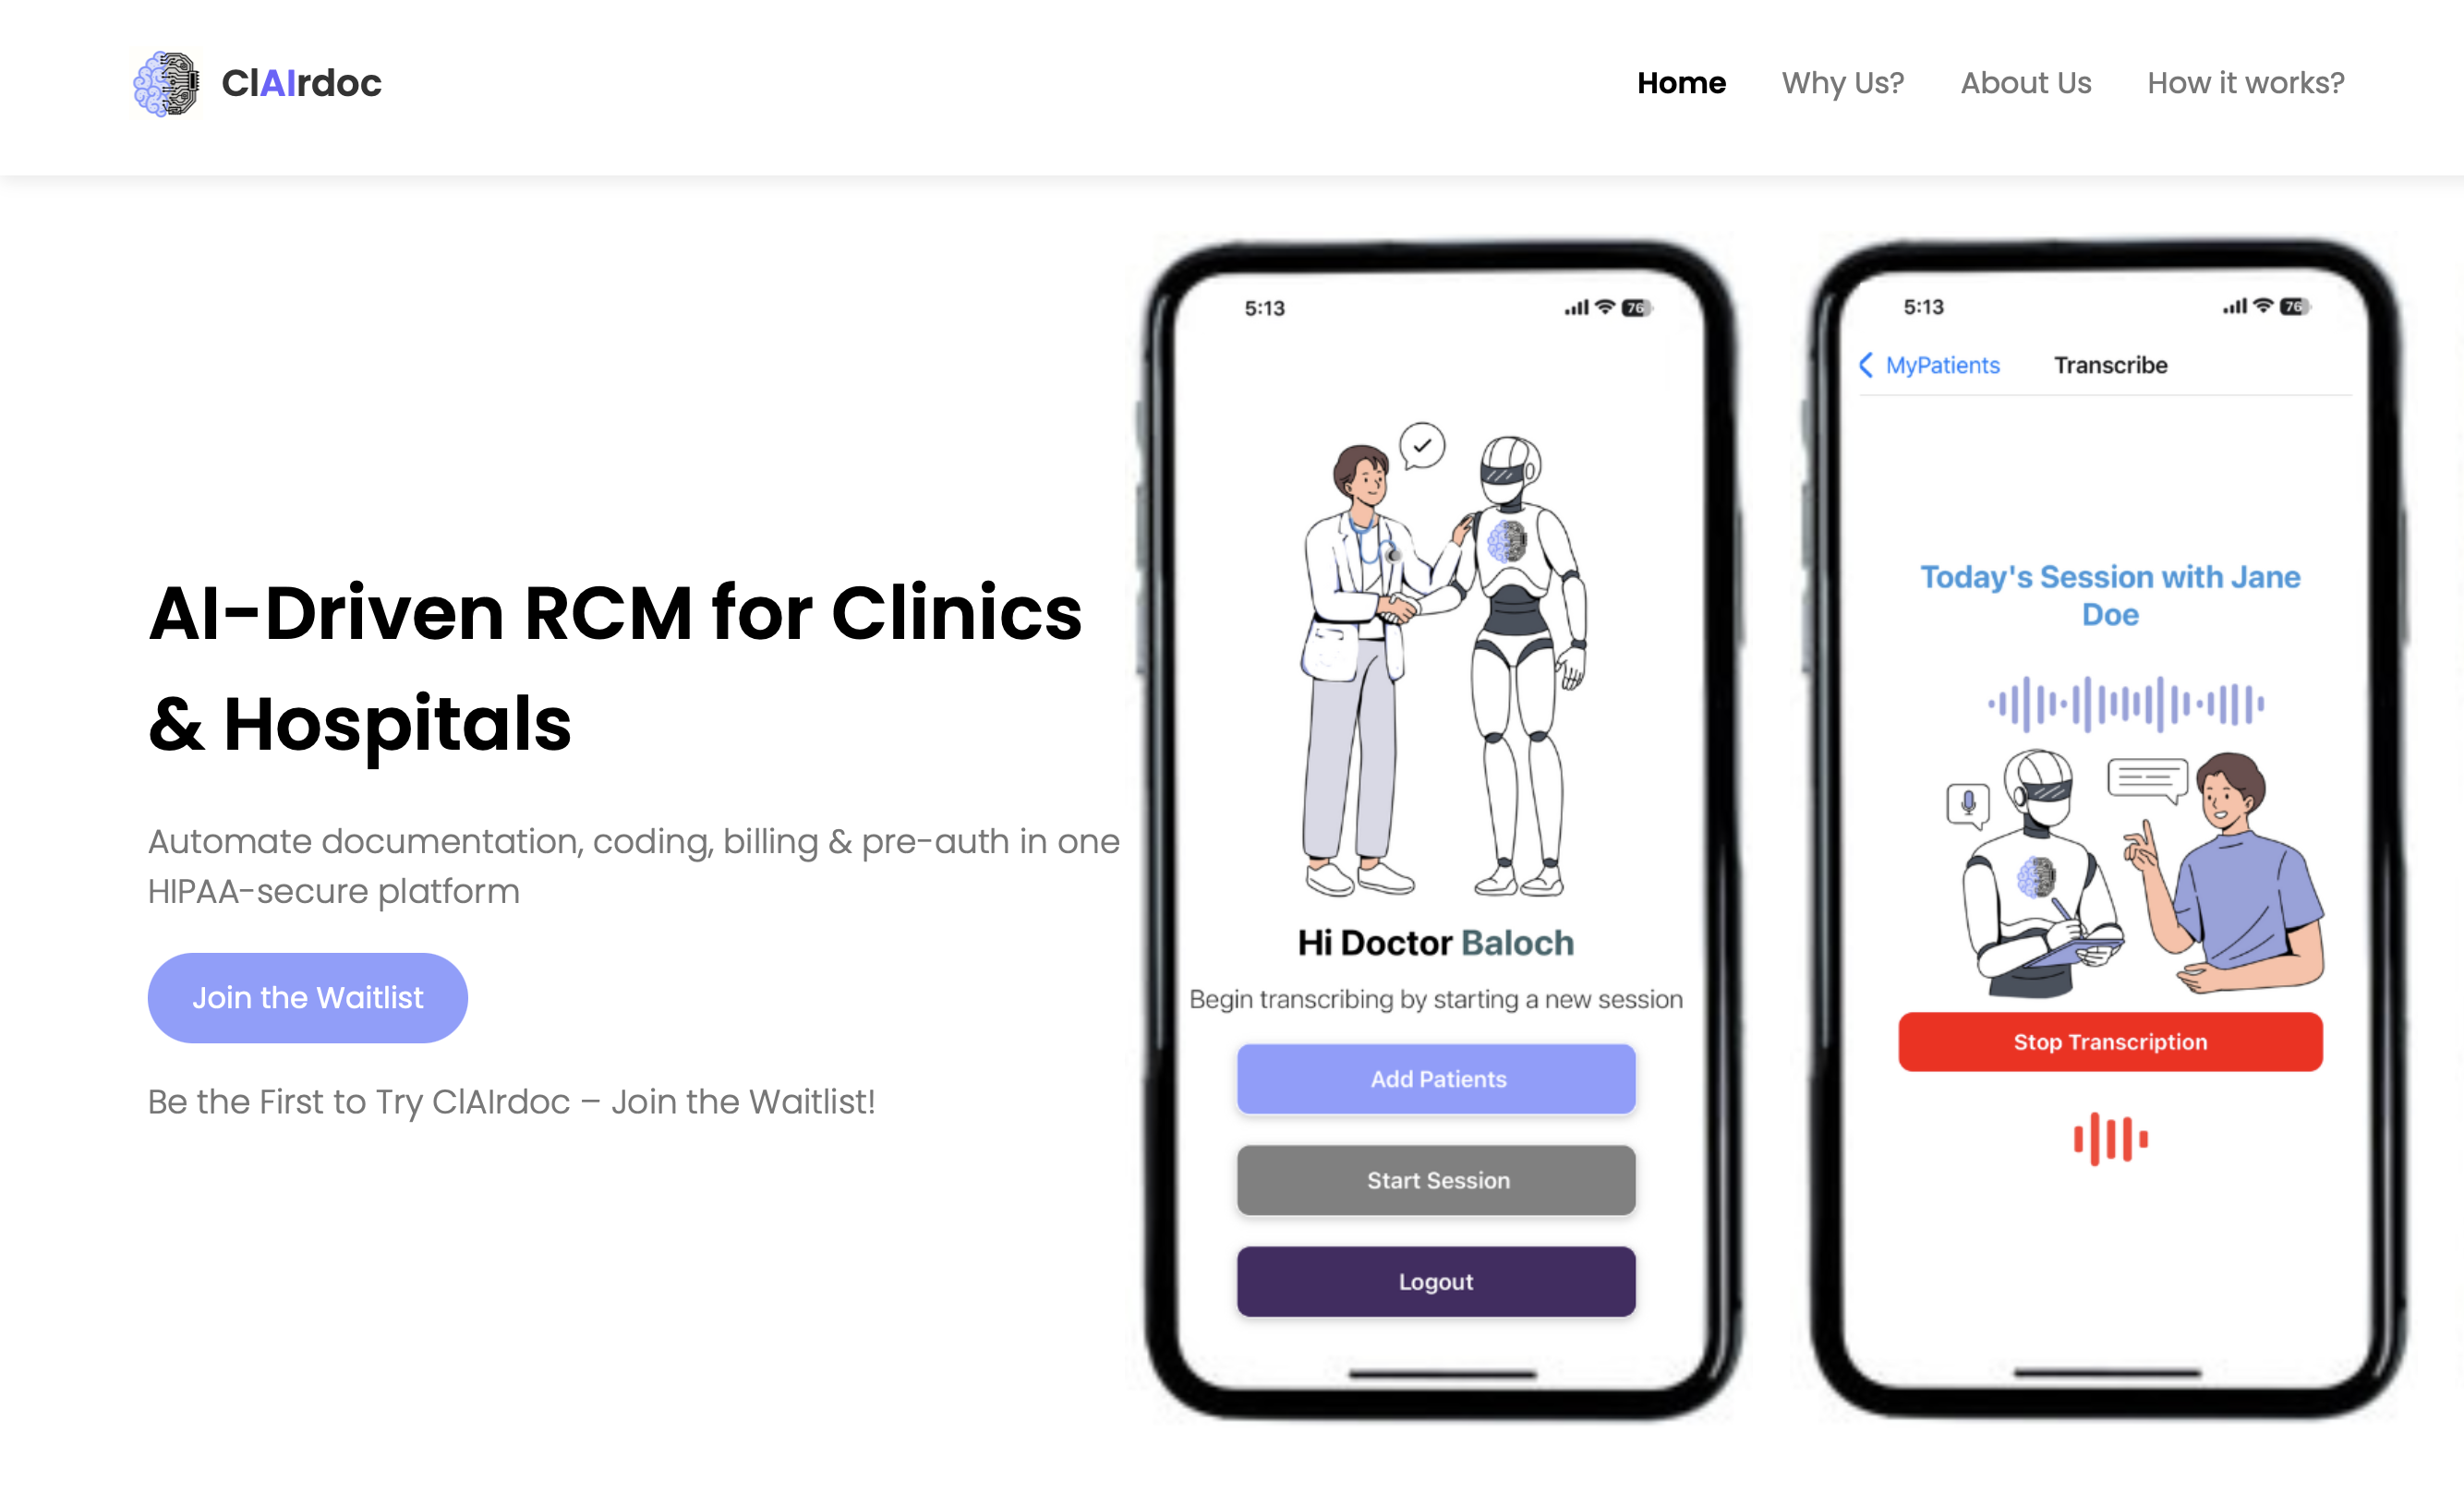 ClAIrdoc
Home
Why Us?
About Us
How it works?
AI-Driven RCM for Clinics
& Hospitals
Automate documentation, coding, billing & pre-auth in one
HIPAA-secure platform
Join the Waitlist
Be the First to Try ClAIrdoc – Join the Waitlist!
5:13
76
Hi Doctor Baloch
Begin transcribing by starting a new session
Add Patients
Start Session
Logout
5:13
76
MyPatients
Transcribe
Today's Session with Jane
Doe
Stop Transcription